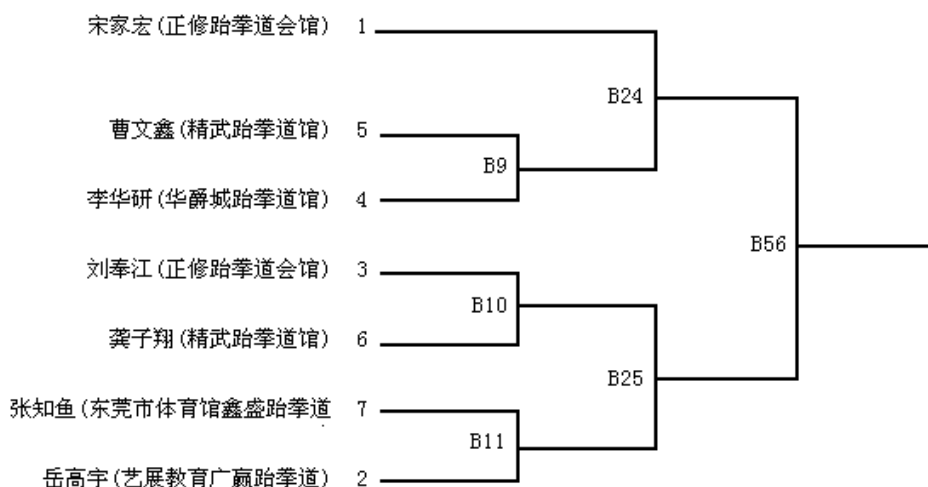 宋家宏(正修跆拳道会馆) 1
B24
曹文鑫(精武跆拳道馆) 5
B9
李华研(华爵城跆拳道馆) 4
B56
刘奉江(正修跆拳道会馆) 3
B10
龚子翔(精武跆拳道馆) 6
B25
张知鱼(东莞市体育馆鑫盛跆拳道 7
B11
岳高宇(艺展教育广赢跆拳道) 2